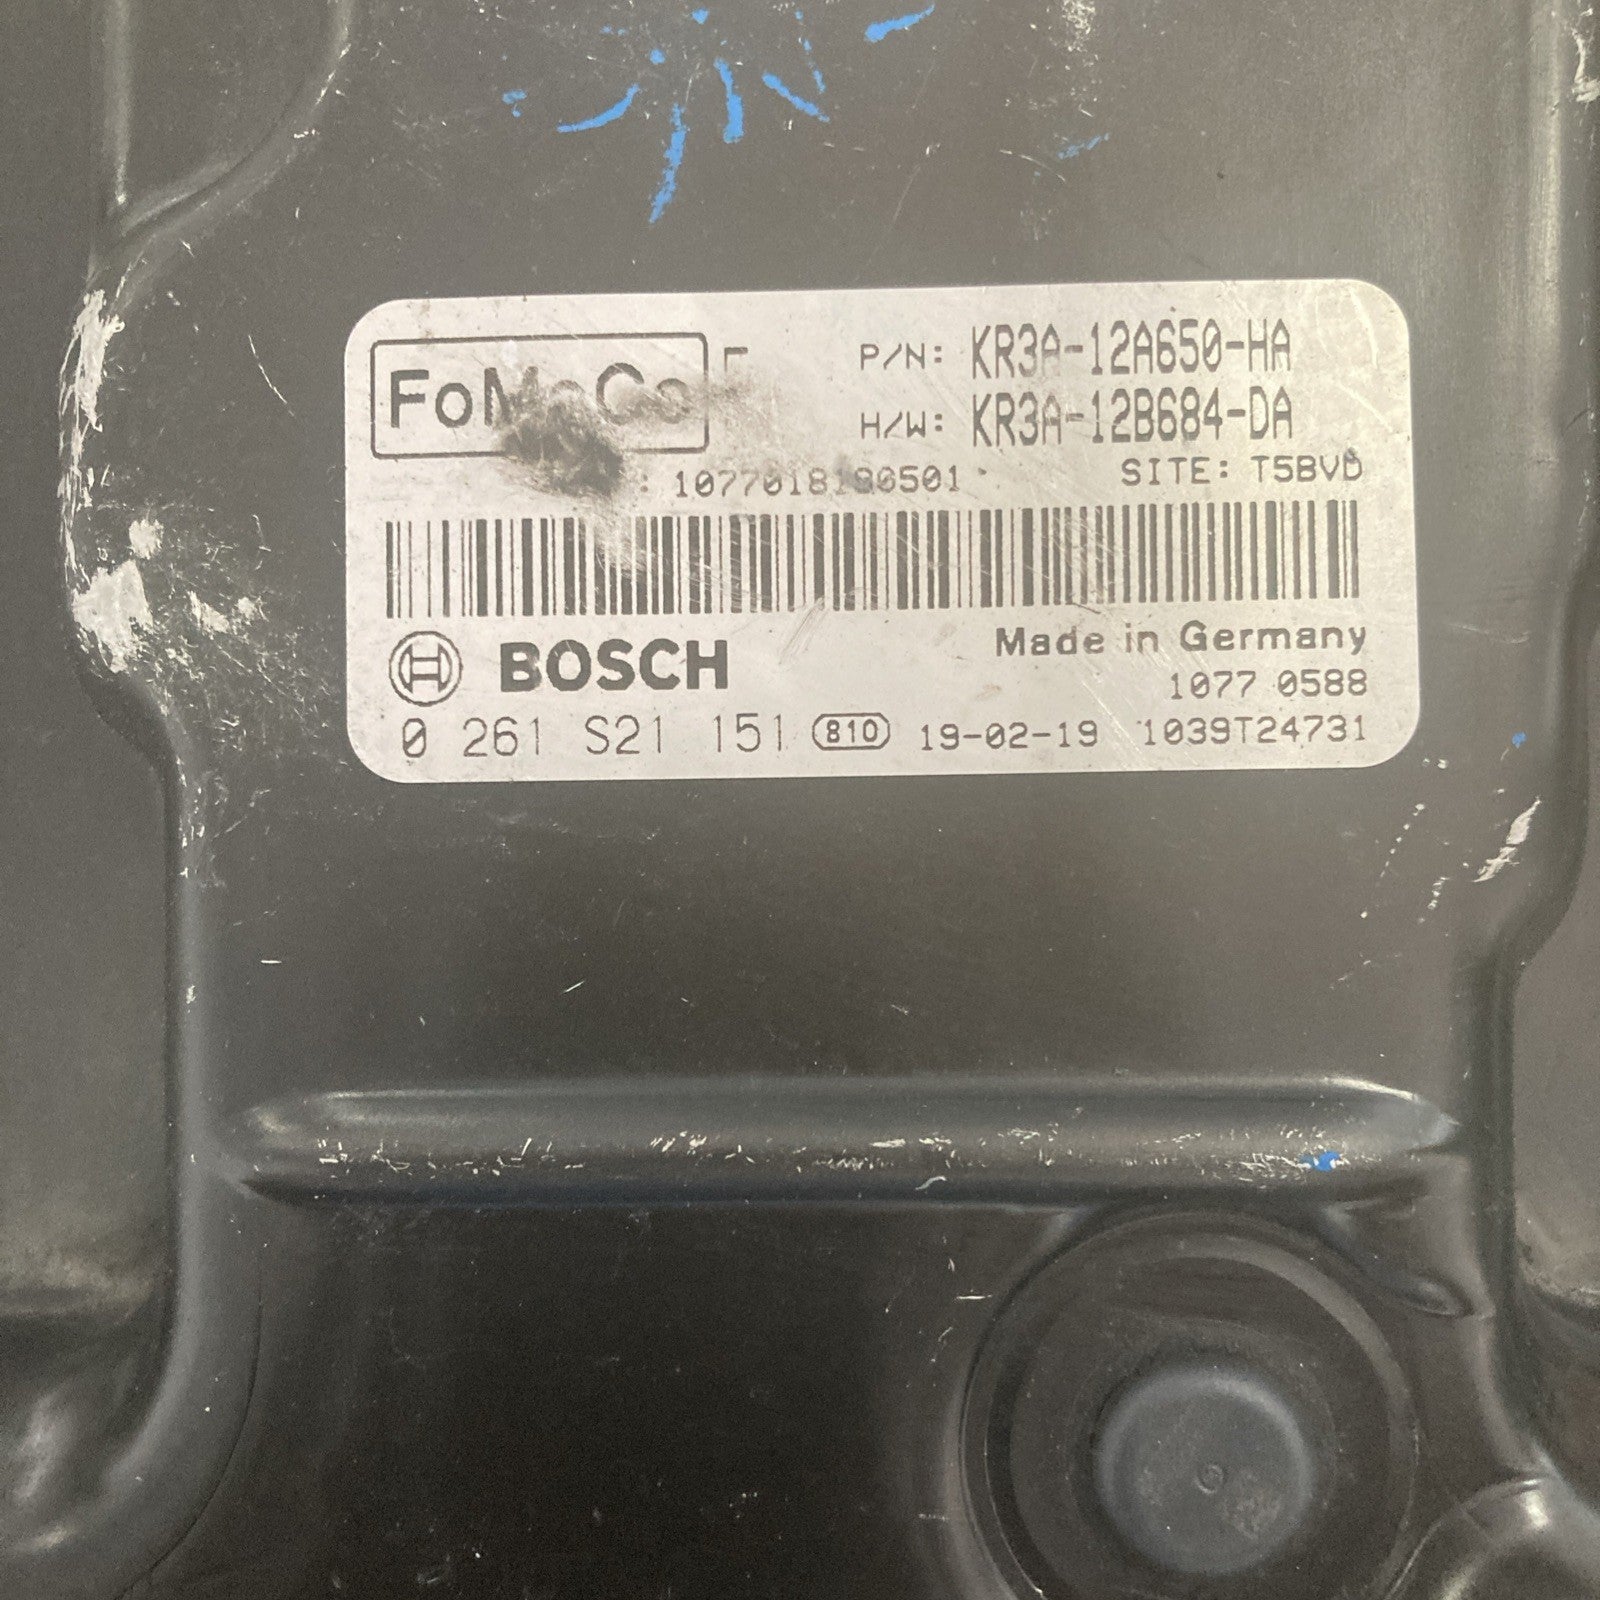 FoMoCo F P/N: KR3A-12A650-HA
H/W: KR3A-12B684-DA
SITE: T5BVD
BOSCH Made in Germany
1077 0588
0 261 S21 151 810 19-02-19 1039T24731